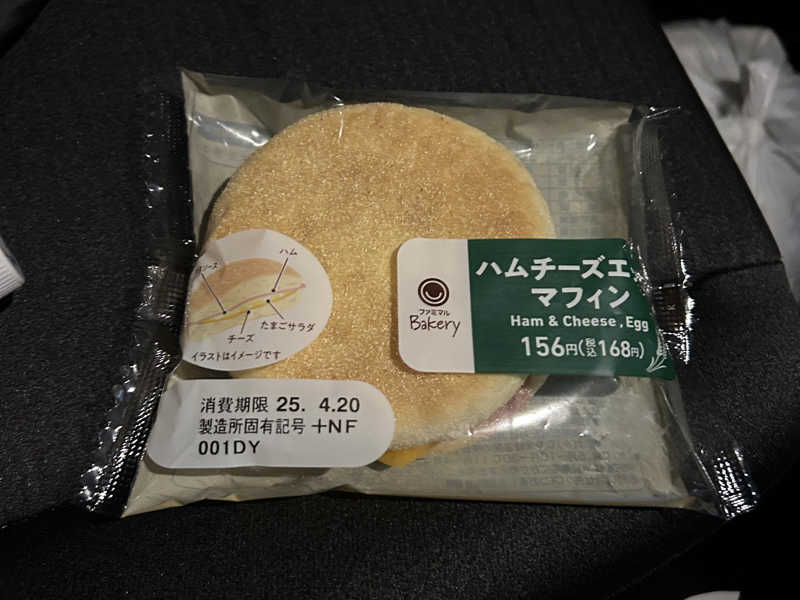 ハム
ソース
たまごサラダ
チーズ
イラストはイメージです
ファミマル
Bakery
ハムチーズエ
マフィン
Ham & Cheese , Egg
156円(税込168円)
消費期限 25. 4.20
製造所固有記号 +NF
001DY